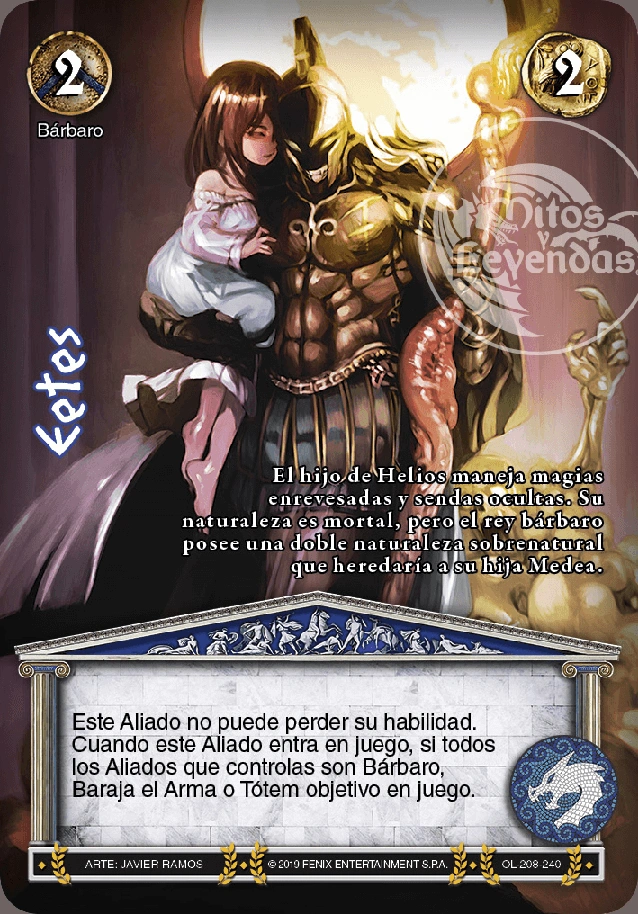 2
2
Bárbaro
Mitos
y
Leyendas
Eetes
El hijo de Helios maneja magias
enrevesadas y sendas ocultas. Su
naturaleza es mortal, pero el rey bárbaro
posee una doble naturaleza sobrenatural
que heredaría a su hija Medea.
Este Aliado no puede perder su habilidad.
Cuando este Aliado entra en juego, si todos
los Aliados que controlas son Bárbaro,
Baraja el Arma o Tótem objetivo en juego.
ARTE: JAVIER RAMOS
© 2019 FENIX ENTERTAINMENT S.P.A.
OL 208-240